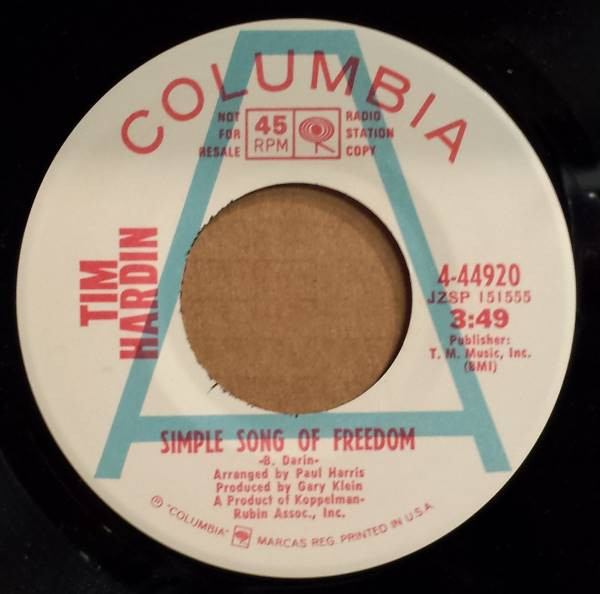 COLUMBIA
NOT
FOR
RESALE
45
RPM
RADIO
STATION
COPY
A
TIM
HARDIN
4-44920
JZSP 151555
3:49
Publisher:
T. M. Music, Inc.
(BMI)
SIMPLE SONG OF FREEDOM
-B. Darin-
Arranged by Paul Harris
Produced by Gary Klein
A Product of Koppelman-
Rubin Assoc., Inc.
℗ "COLUMBIA" MARCAS REG. PRINTED IN U.S.A.